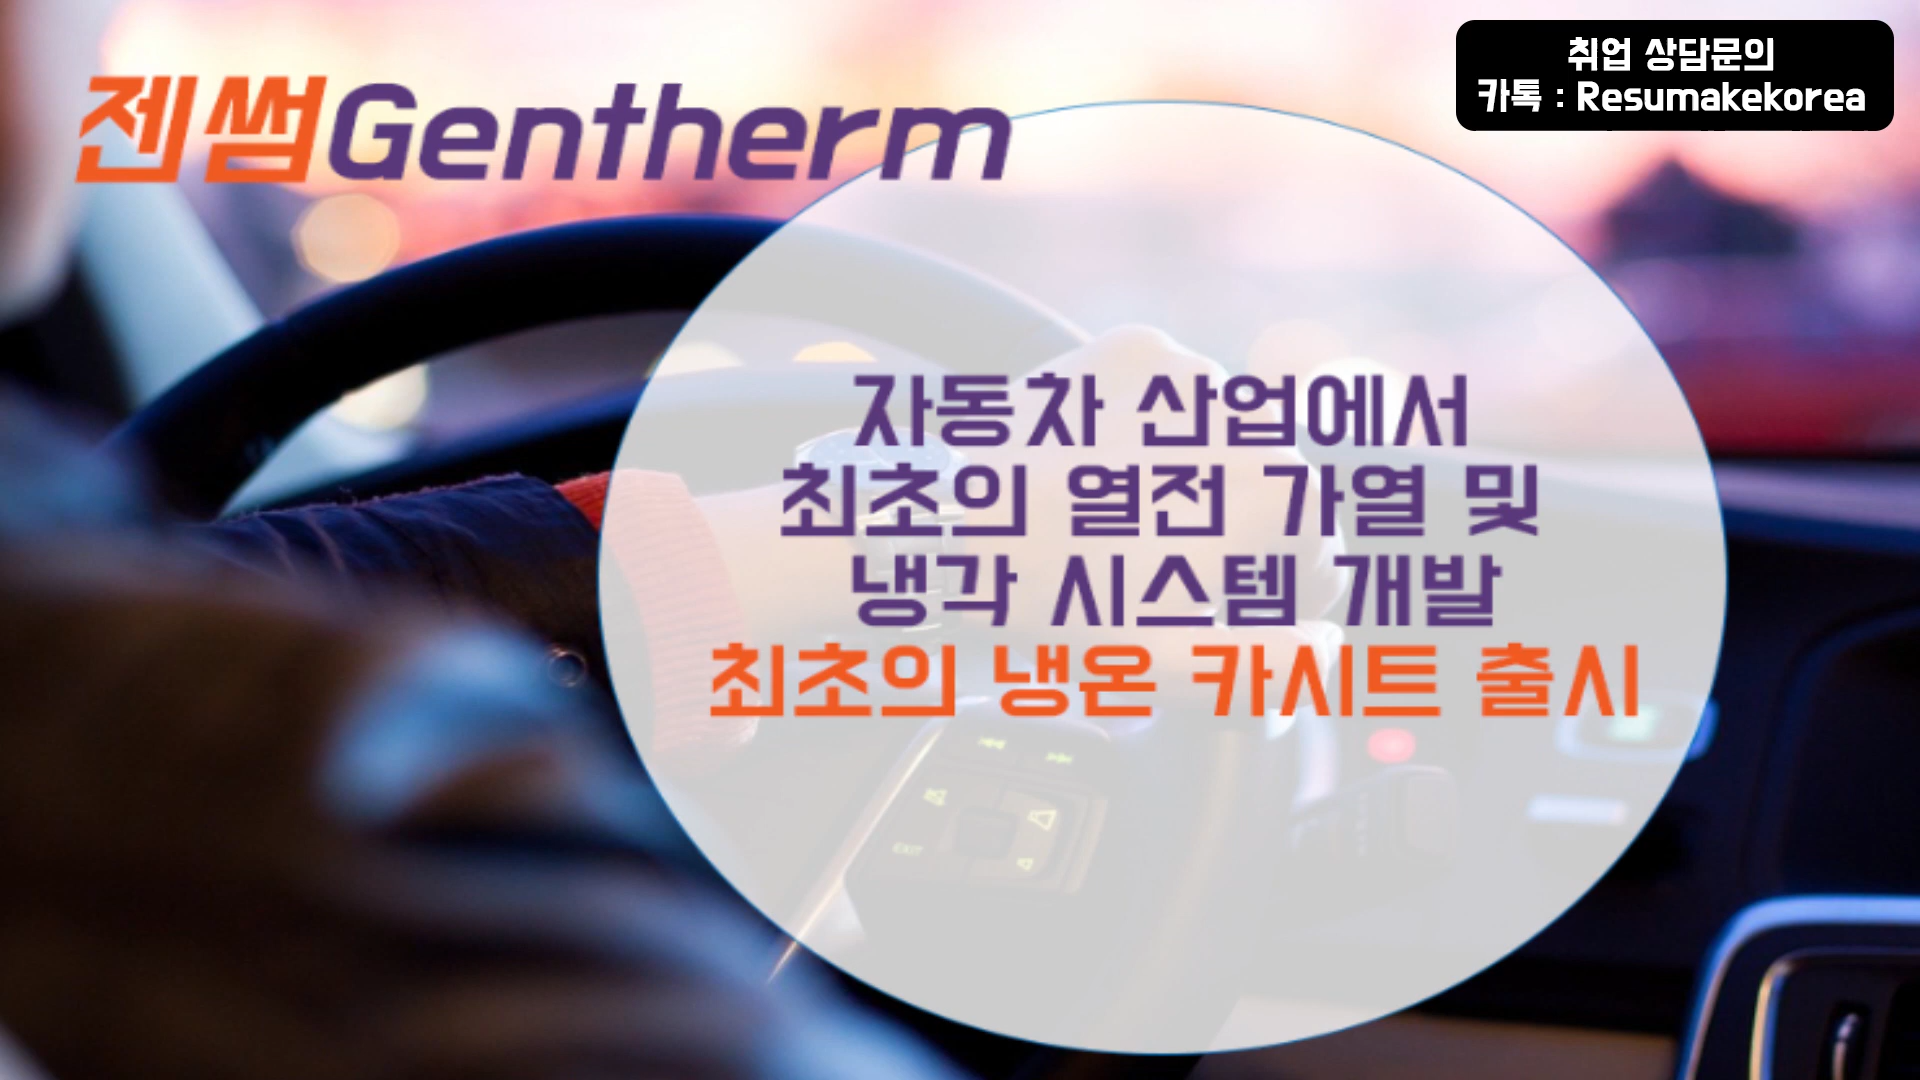 젠썸Gentherm
취업 상담문의
카톡 : Resumakekorea
자동차 산업에서
최초의 열전 가열 및
냉각 시스템 개발
최초의 냉온 카시트 출시
EXIT